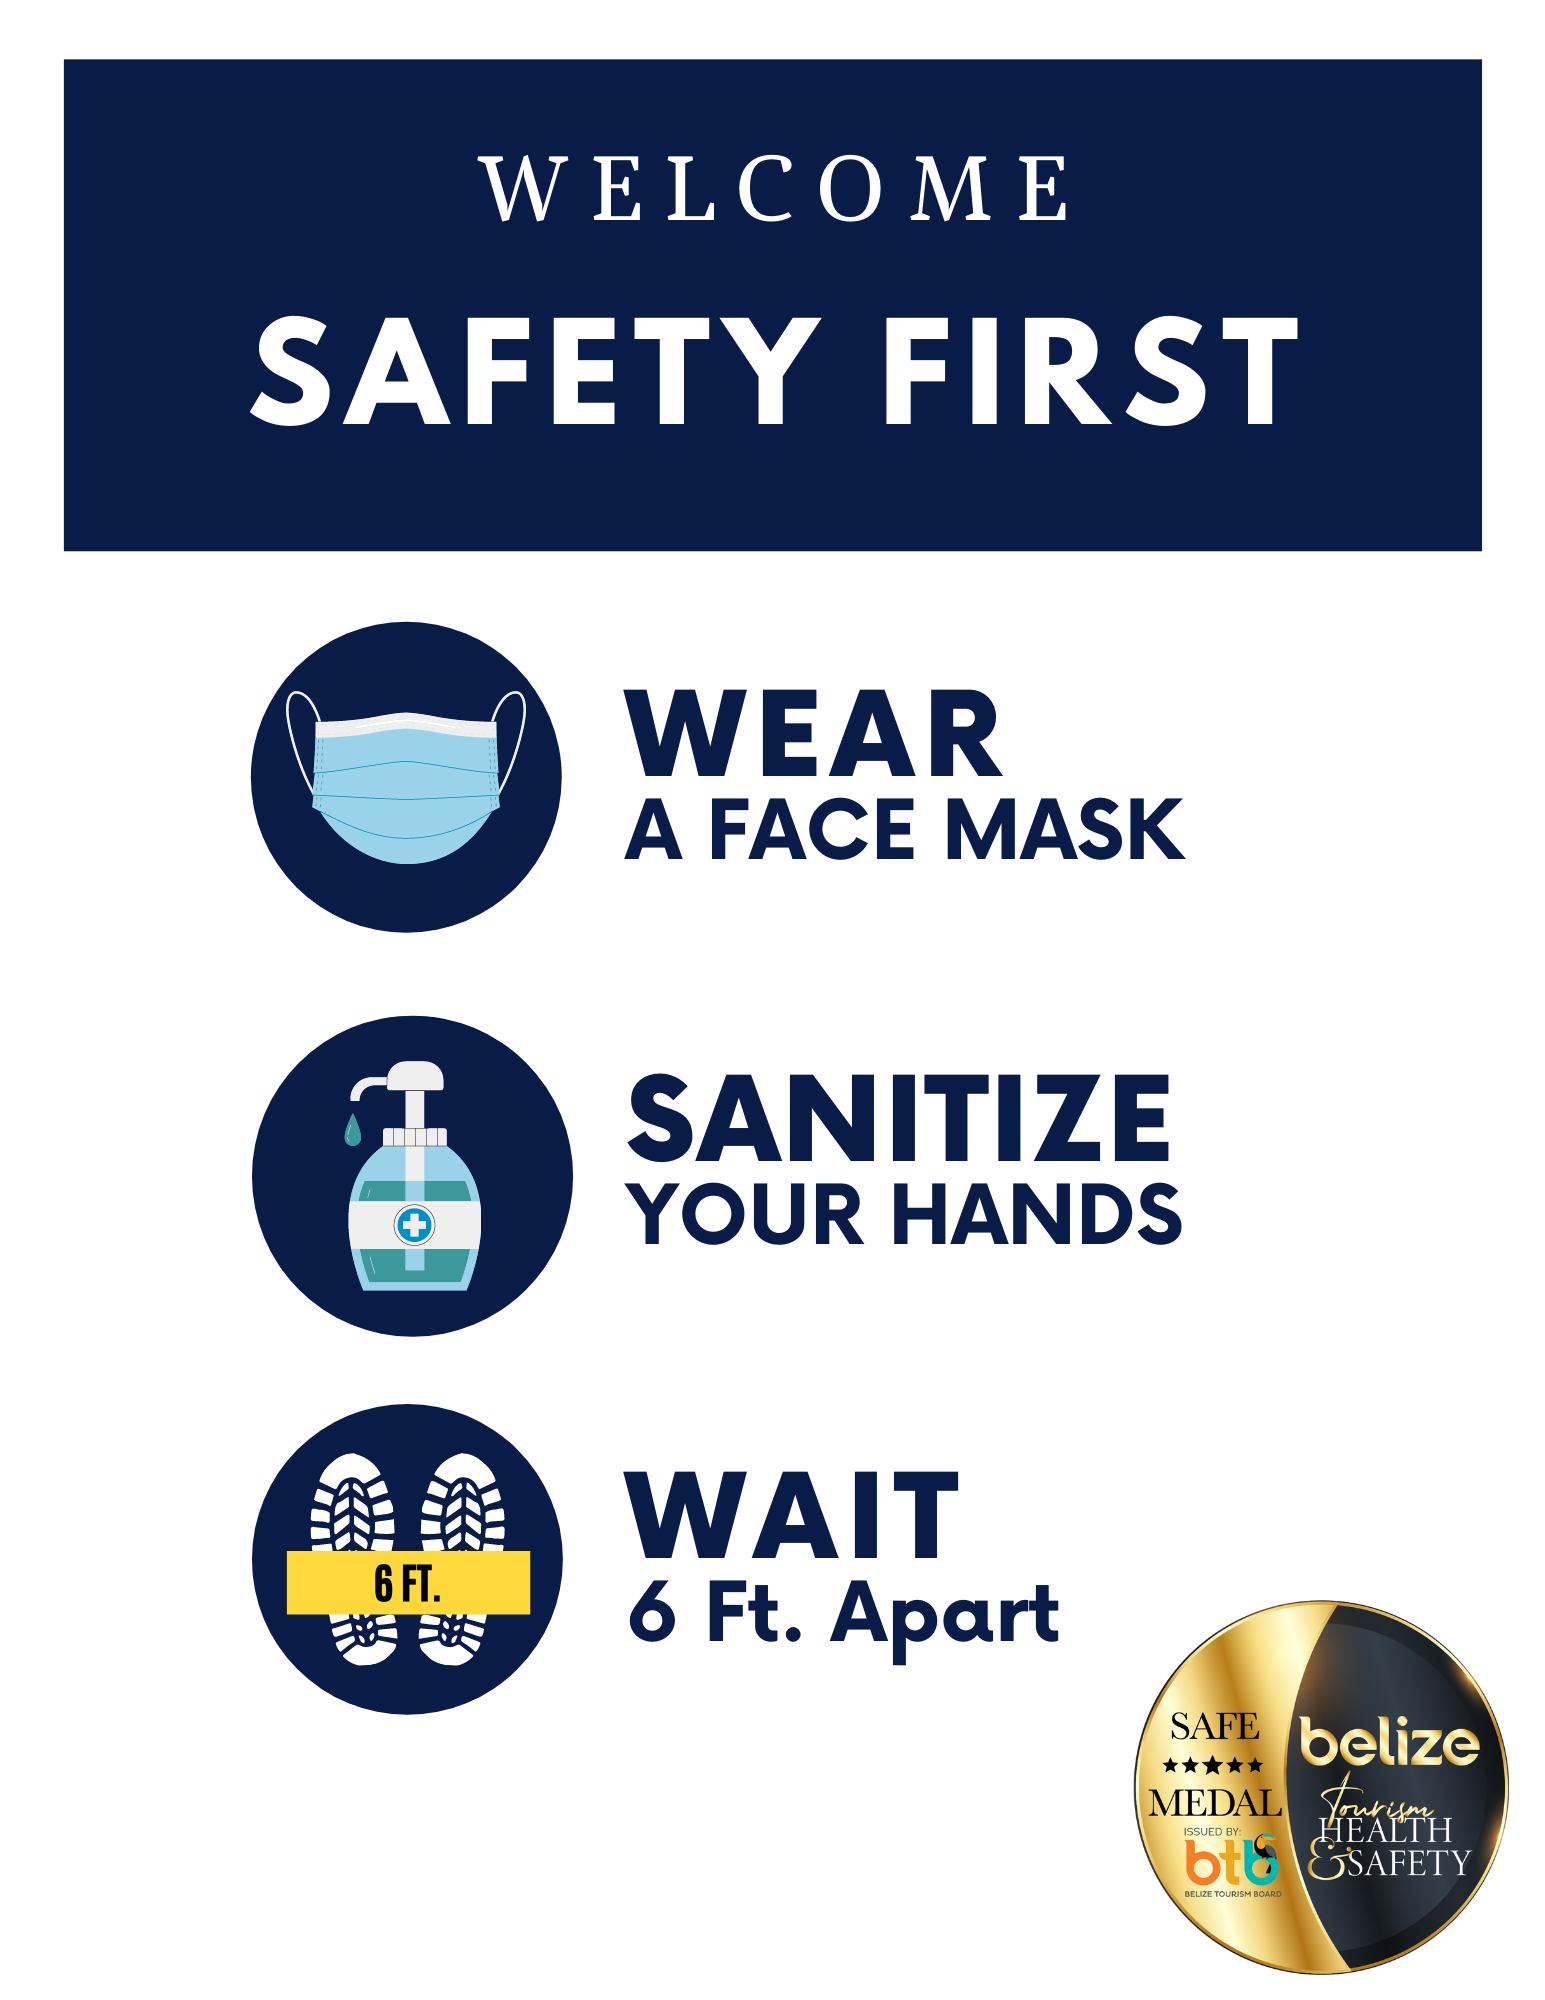 WELCOME
SAFETY FIRST
WEAR
A FACE MASK
SANITIZE
YOUR HANDS
6 FT.
WAIT
6 Ft. Apart
SAFE
MEDAL
ISSUED BY:
btb
BELIZE TOURISM BOARD
belize
Tourism
HEALTH
&SAFETY